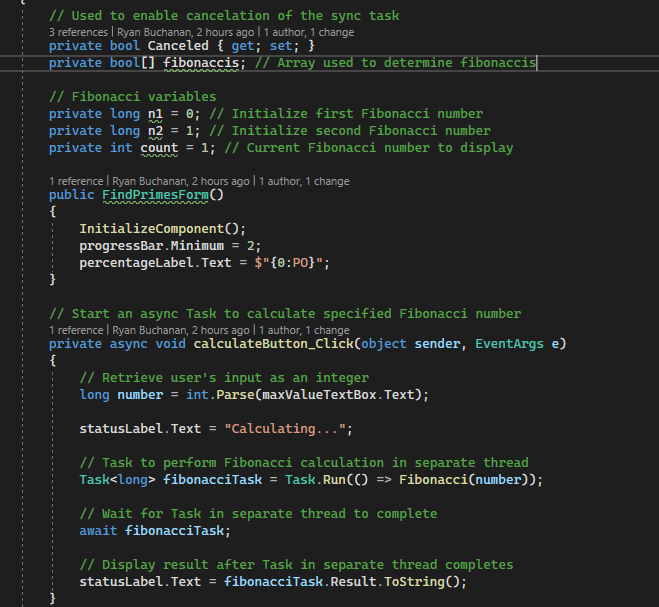 {
// Used to enable cancelation of the sync task
3 references | Ryan Buchanan, 2 hours ago | 1 author, 1 change
private bool Canceled { get; set; }
private bool[] fibonaccis; // Array used to determine fibonaccis
// Fibonacci variables
private long n1 = 0; // Initialize first Fibonacci number
private long n2 = 1; // Initialize second Fibonacci number
private int count = 1; // Current Fibonacci number to display
1 reference | Ryan Buchanan, 2 hours ago | 1 author, 1 change
public FindPrimesForm()
{
InitializeComponent();
progressBar.Minimum = 2;
percentageLabel.Text = $"{0:PO}";
}
// Start an async Task to calculate specified Fibonacci number
1 reference | Ryan Buchanan, 2 hours ago | 1 author, 1 change
private async void calculateButton_Click(object sender, EventArgs e)
{
// Retrieve user's input as an integer
long number = int.Parse(maxValueTextBox.Text);
statusLabel.Text = "Calculating...";
// Task to perform Fibonacci calculation in separate thread
Task<long> fibonacciTask = Task.Run(() => Fibonacci(number));
// Wait for Task in separate thread to complete
await fibonacciTask;
// Display result after Task in separate thread completes
statusLabel.Text = fibonacciTask.Result.ToString();
}